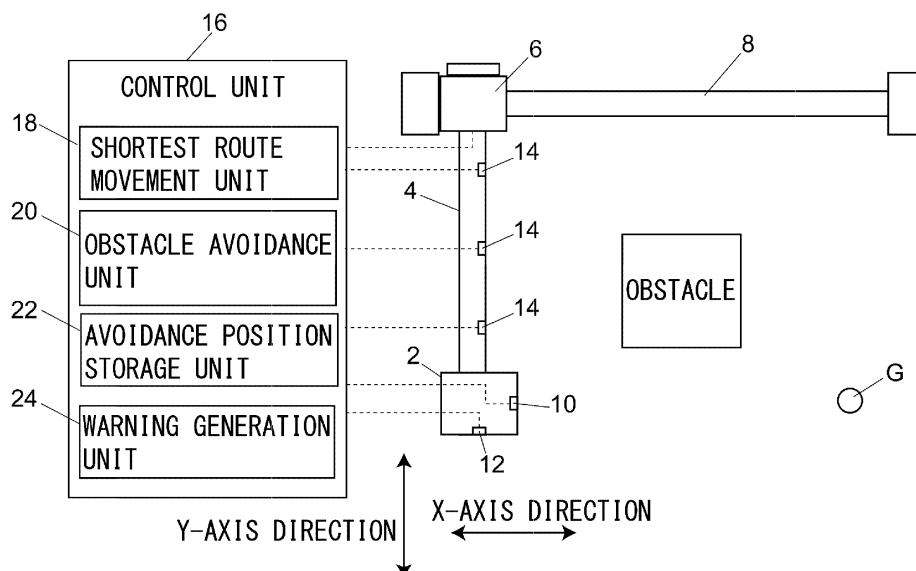 16
CONTROL UNIT
18
SHORTEST ROUTE
MOVEMENT UNIT
20
OBSTACLE AVOIDANCE
UNIT
22
AVOIDANCE POSITION
STORAGE UNIT
24
WARNING GENERATION
UNIT
6
8
14
4
14
14
2
10
12
OBSTACLE
G
Y-AXIS DIRECTION
X-AXIS DIRECTION